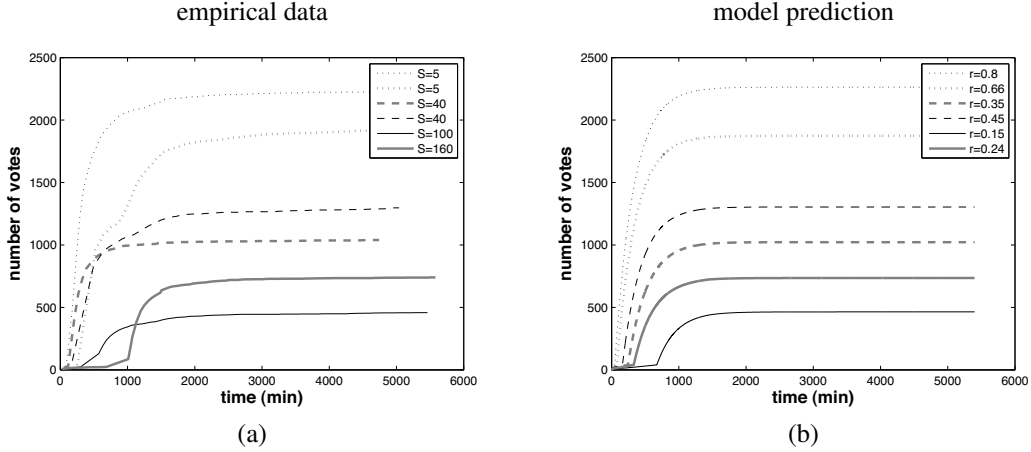 empirical data
2500
2000
1500
1000
500
0
0 1000 2000 3000 4000 5000 6000
number of votes
time (min)
S=5
S=5
S=40
S=40
S=100
S=160
(a)
model prediction
2500
2000
1500
1000
500
0
0 1000 2000 3000 4000 5000 6000
number of votes
time (min)
r=0.8
r=0.66
r=0.35
r=0.45
r=0.15
r=0.24
(b)